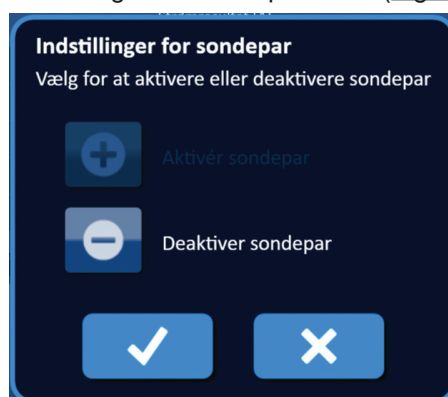 Indstillinger for sondepar
Vælg for at aktivere eller deaktivere sondepar
Aktivér sondepar
Deaktiver sondepar